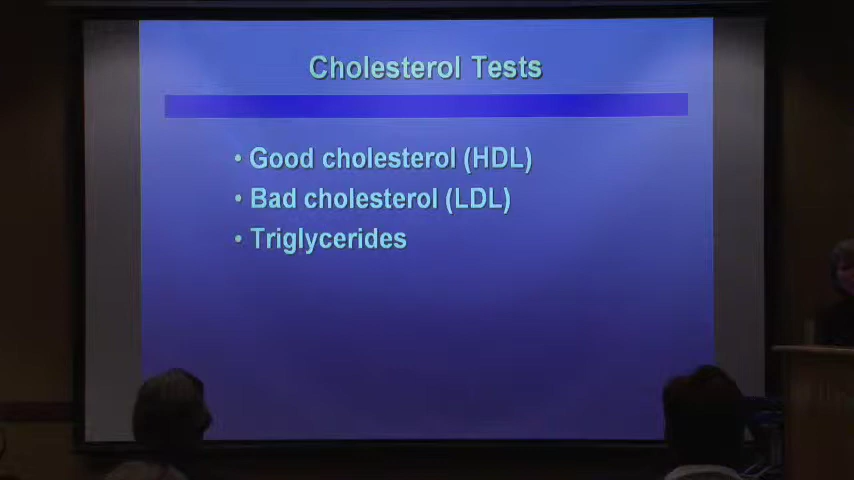 Cholesterol Tests
• Good cholesterol (HDL)
• Bad cholesterol (LDL)
• Triglycerides